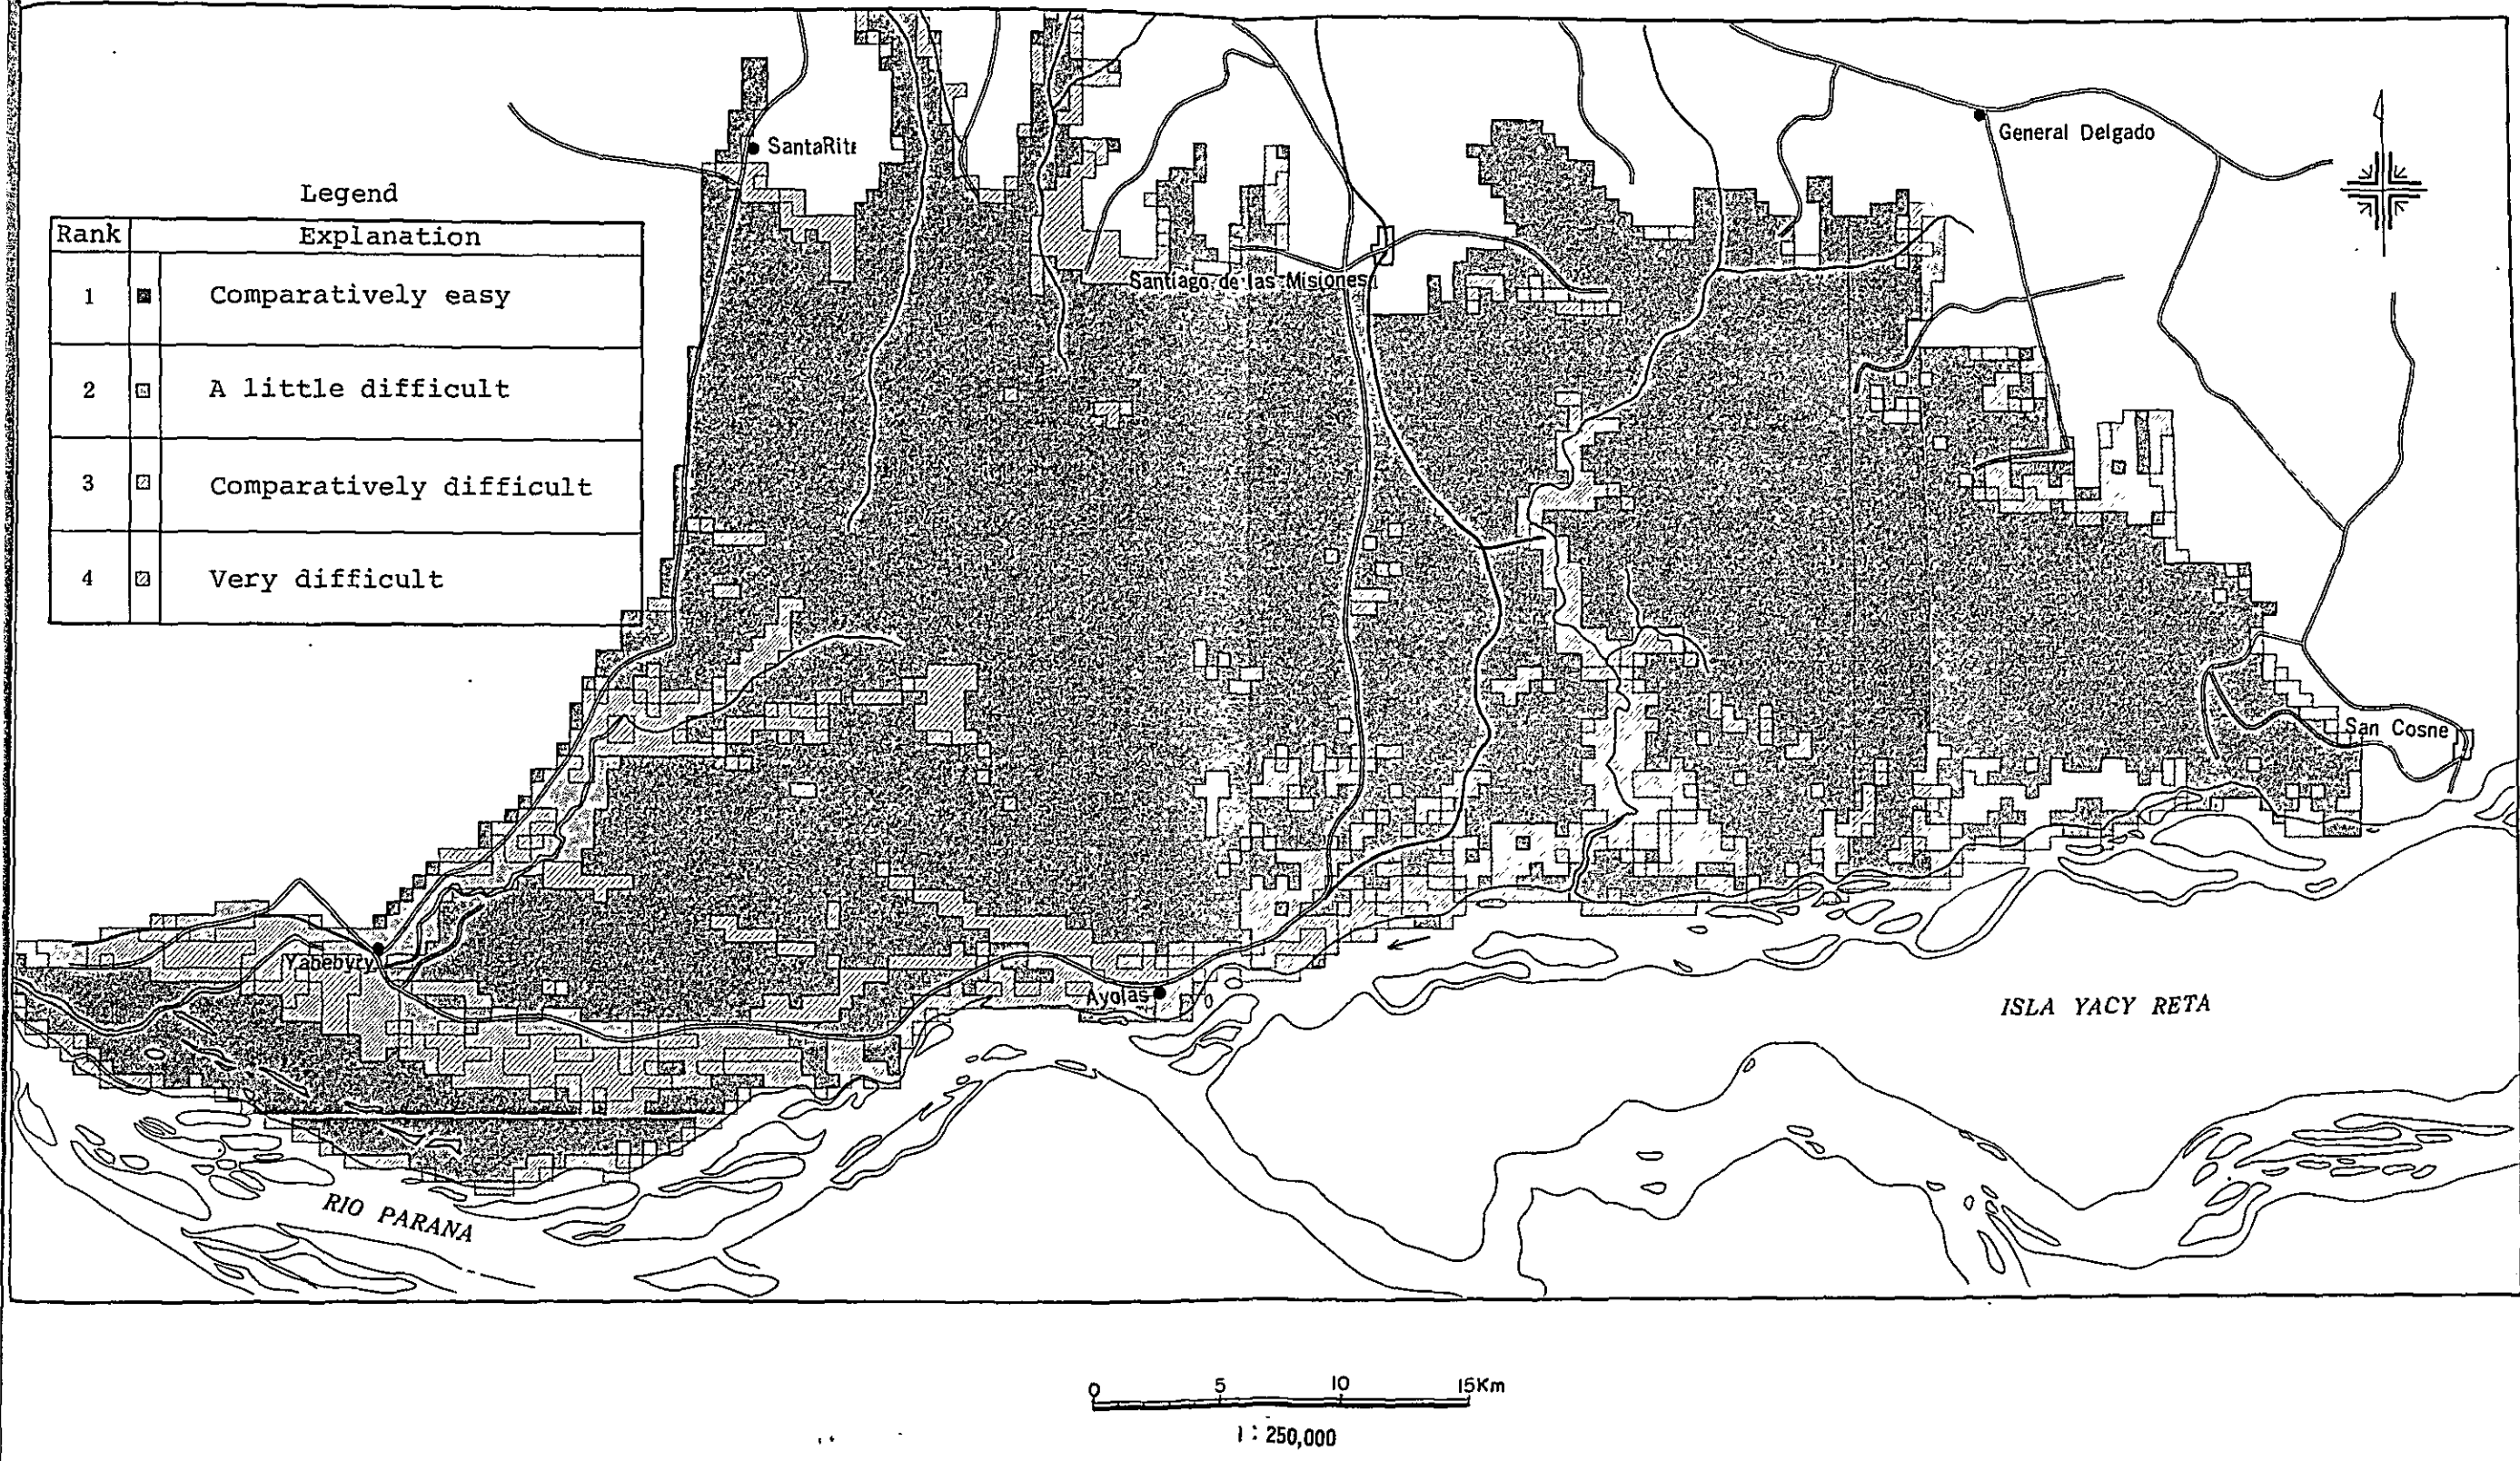 General Delgado
SantaRita
Legend
Rank Explanation
1 Comparatively easy
2 A little difficult
3 Comparatively difficult
4 Very difficult
Santiago de las Misiones
San Cosne
Yabebyry
Ayolas
ISLA YACY RETA
RIO PARANA
0 5 10 15Km
1 : 250,000